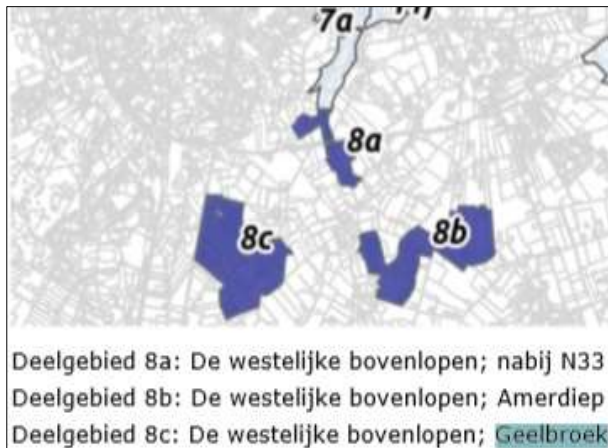 7a
8a
8c
8b
Deelgebied 8a: De westelijke bovenlopen; nabij N33
Deelgebied 8b: De westelijke bovenlopen; Amerdiep
Deelgebied 8c: De westelijke bovenlopen; Geelbroek